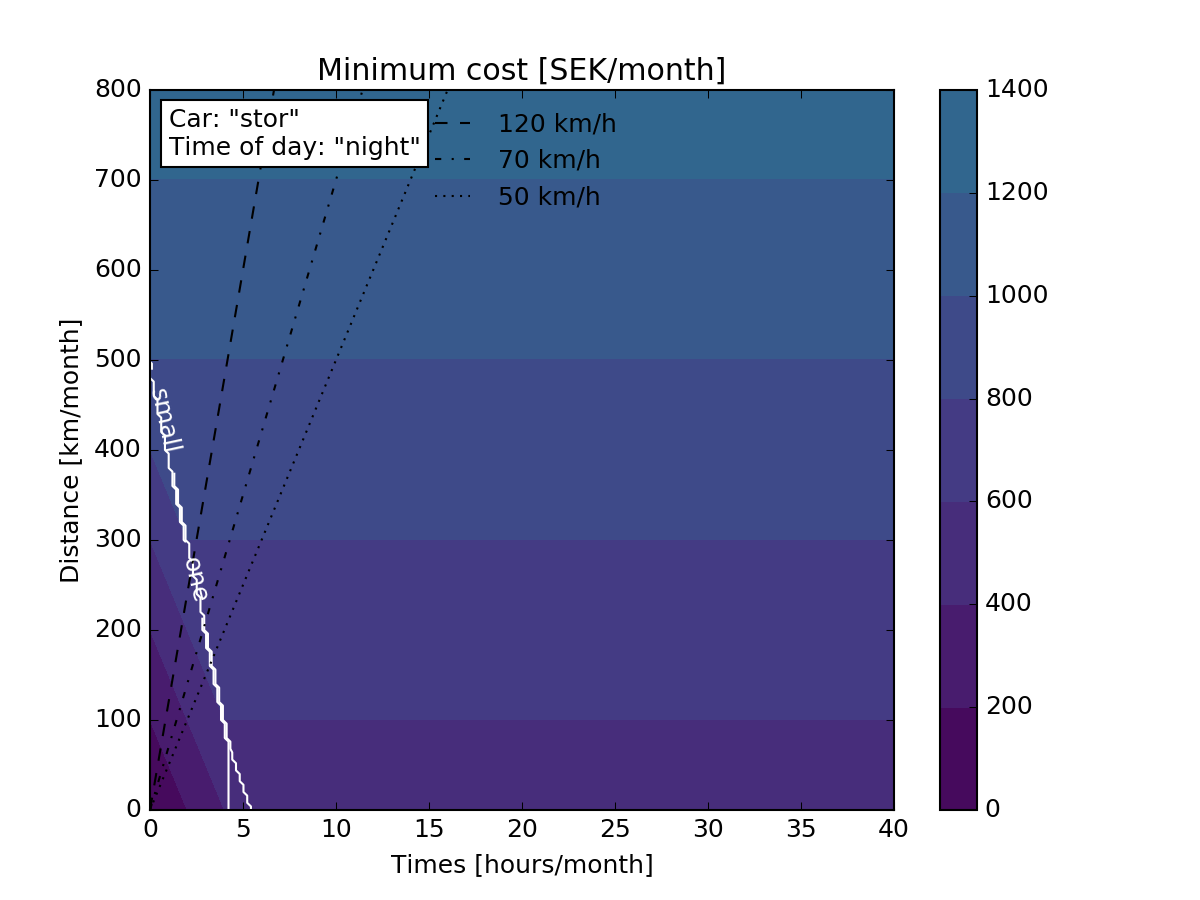 Minimum cost [SEK/month]
Car: "stor"
Time of day: "night"
120 km/h
70 km/h
50 km/h
800
700
600
500
400
300
200
100
0
Distance [km/month]
small
one
0
5
10
15
20
25
30
35
40
Times [hours/month]
1400
1200
1000
800
600
400
200
0